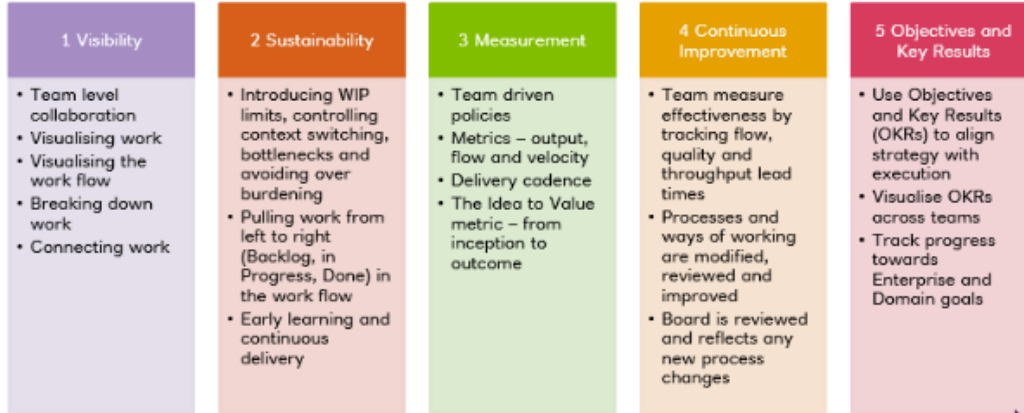 1 Visibility
• Team level
collaboration
• Visualising work
• Visualising the
work flow
• Breaking down
work
• Connecting work
2 Sustainability
• Introducing WIP
limits, controlling
context switching,
bottlenecks and
avoiding over
burdening
• Pulling work from
left to right
(Backlog, in
Progress, Done) in
the work flow
• Early learning and
continuous
delivery
3 Measurement
• Team driven
policies
• Metrics – output,
flow and velocity
• Delivery cadence
• The Idea to Value
metric – from
inception to
outcome
4 Continuous
Improvement
• Team measure
effectiveness by
tracking flow,
quality and
throughput lead
times
• Processes and
ways of working
are modified,
reviewed and
improved
• Board is reviewed
and reflects any
new process
changes
5 Objectives and
Key Results
• Use Objectives
and Key Results
(OKRs) to align
strategy with
execution
• Visualise OKRs
across teams
• Track progress
towards
Enterprise and
Domain goals